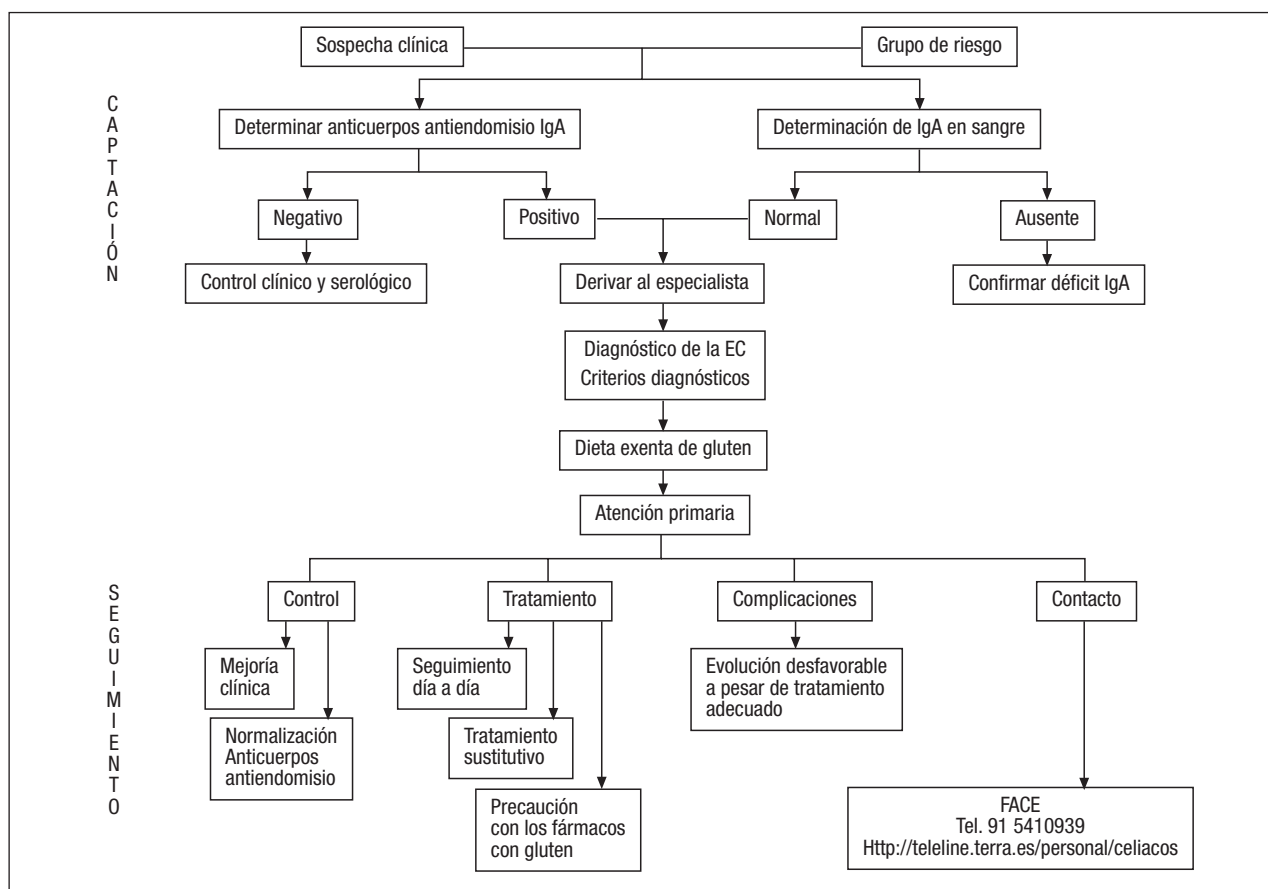 Sospecha clínica
Grupo de riesgo
CAPTACIÓN
Determinar anticuerpos antiendomisio IgA
Determinación de IgA en sangre
Negativo
Positivo
Normal
Ausente
Control clínico y serológico
Derivar al especialista
Confirmar déficit IgA
Diagnóstico de la EC
Criterios diagnósticos
Dieta exenta de gluten
Atención primaria
SEGUIMIENTO
Control
Tratamiento
Complicaciones
Contacto
Mejoría
clínica
Normalización
Anticuerpos
antiendomisio
Seguimiento
día a día
Tratamiento
sustitutivo
Precaución
con los fármacos
con gluten
Evolución desfavorable
a pesar de tratamiento
adecuado
FACE
Tel. 91 5410939
Http://teleline.terra.es/personal/celiacos